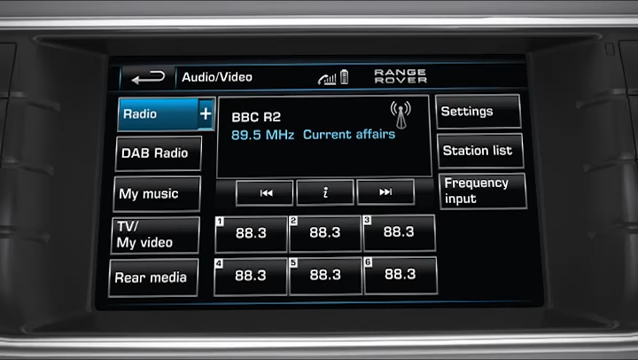 Audio/Video
RANGE
ROVER
Radio
+
BBC R2
89.5 MHz Current affairs
Settings
DAB Radio
Station list
My music
i
Frequency
input
TV/
My video
1 88.3
2 88.3
3 88.3
Rear media
4 88.3
5 88.3
6 88.3